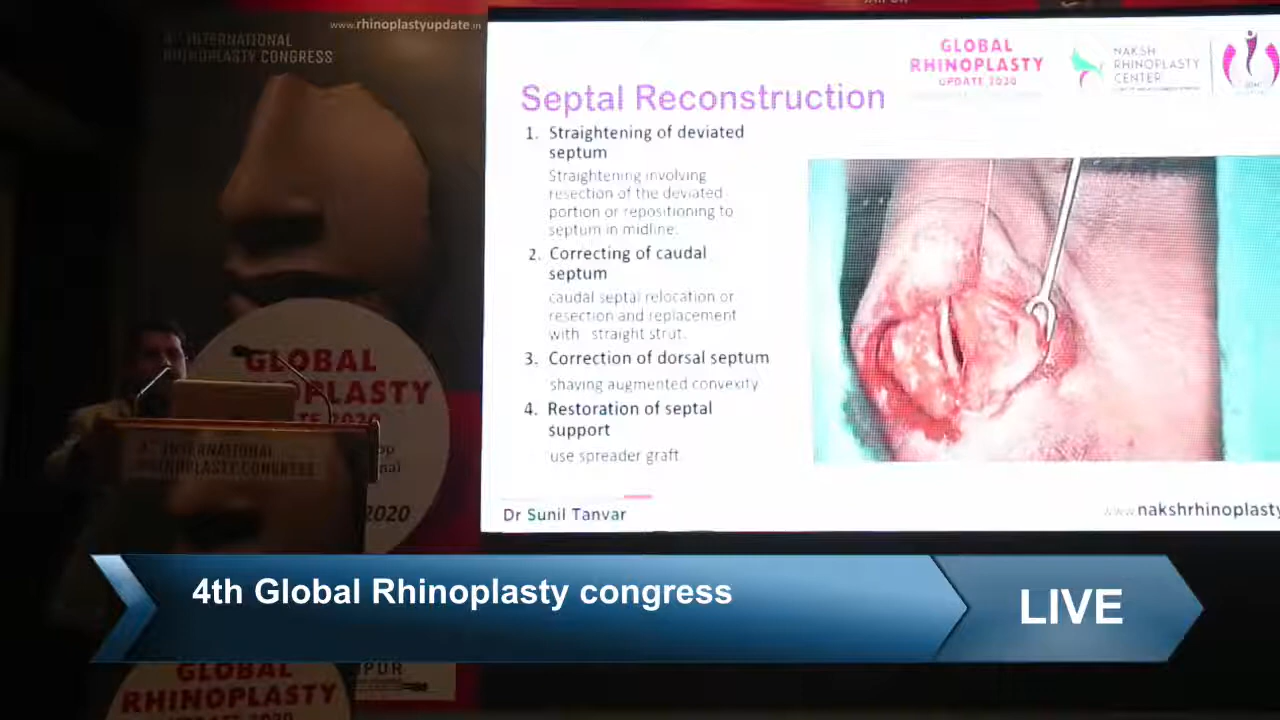 www.rhinoplastyupdate.in
4th INTERNATIONAL
RHINOPLASTY CONGRESS
GLOBAL
RHINOPLASTY
UPDATE 2020
NAKSH
RHINOPLASTY
CENTER
Septal Reconstruction
1. Straightening of deviated
septum
Straightening involving
resection of the deviated
portion or repositioning to
septum in midline.
2. Correcting of caudal
septum
caudal septal relocation or
resection and replacement
with straight strut.
3. Correction of dorsal septum
shaving augmented convexity
4. Restoration of septal
support
use spreader graft
Dr Sunil Tanvar
www.nakshrhinoplasty
GLOBAL
2020
INTERNATIONAL
RHINOPLASTY CONGRESS
2020
4th Global Rhinoplasty congress
LIVE
GLOBAL
RHINOPLASTY